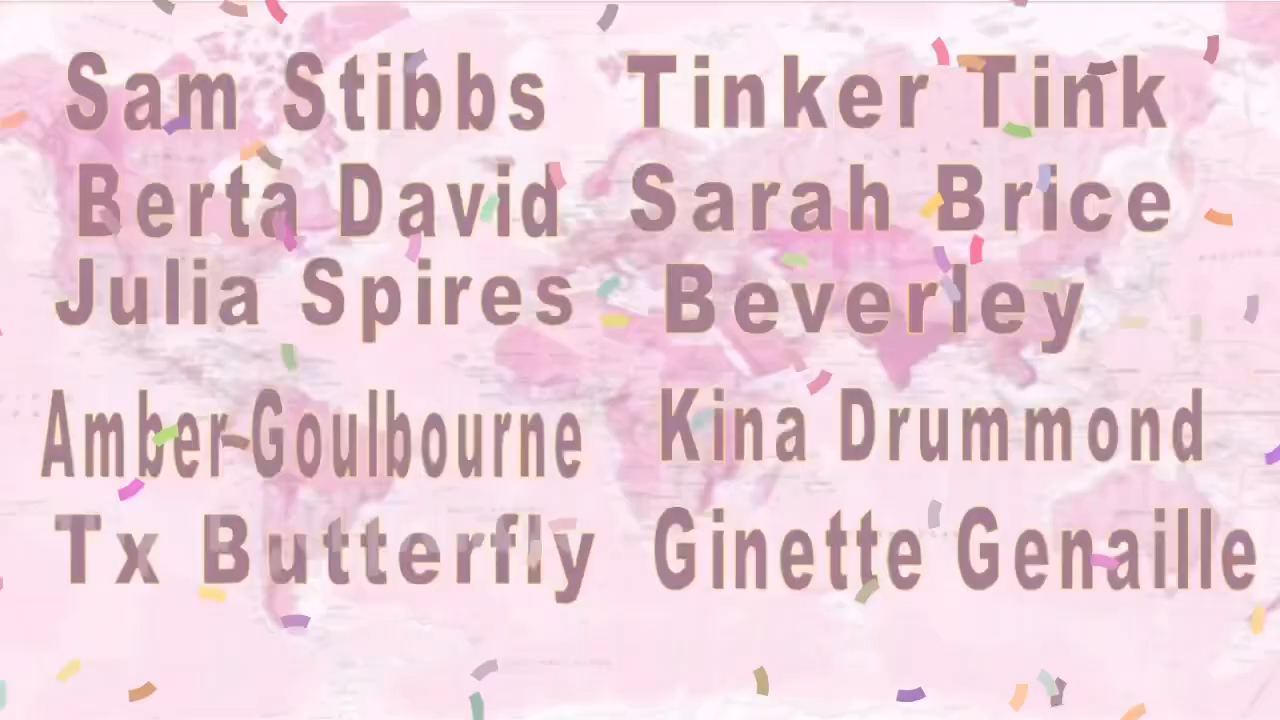 Sam Stibbs
Tinker Tink
Berta David
Sarah Brice
Julia Spires
Beverley
Amber Goulbourne
Kina Drummond
Tx Butterfly
Ginette Genaille